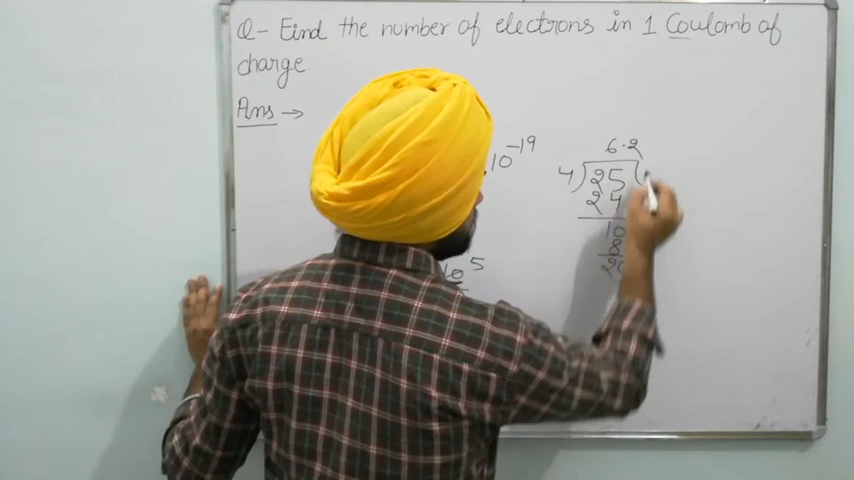 Q- Find the number of electrons in 1 Coulomb of
charge.
Ans →
10^-19
6.2
4) 25 (
24
10
20
10 5